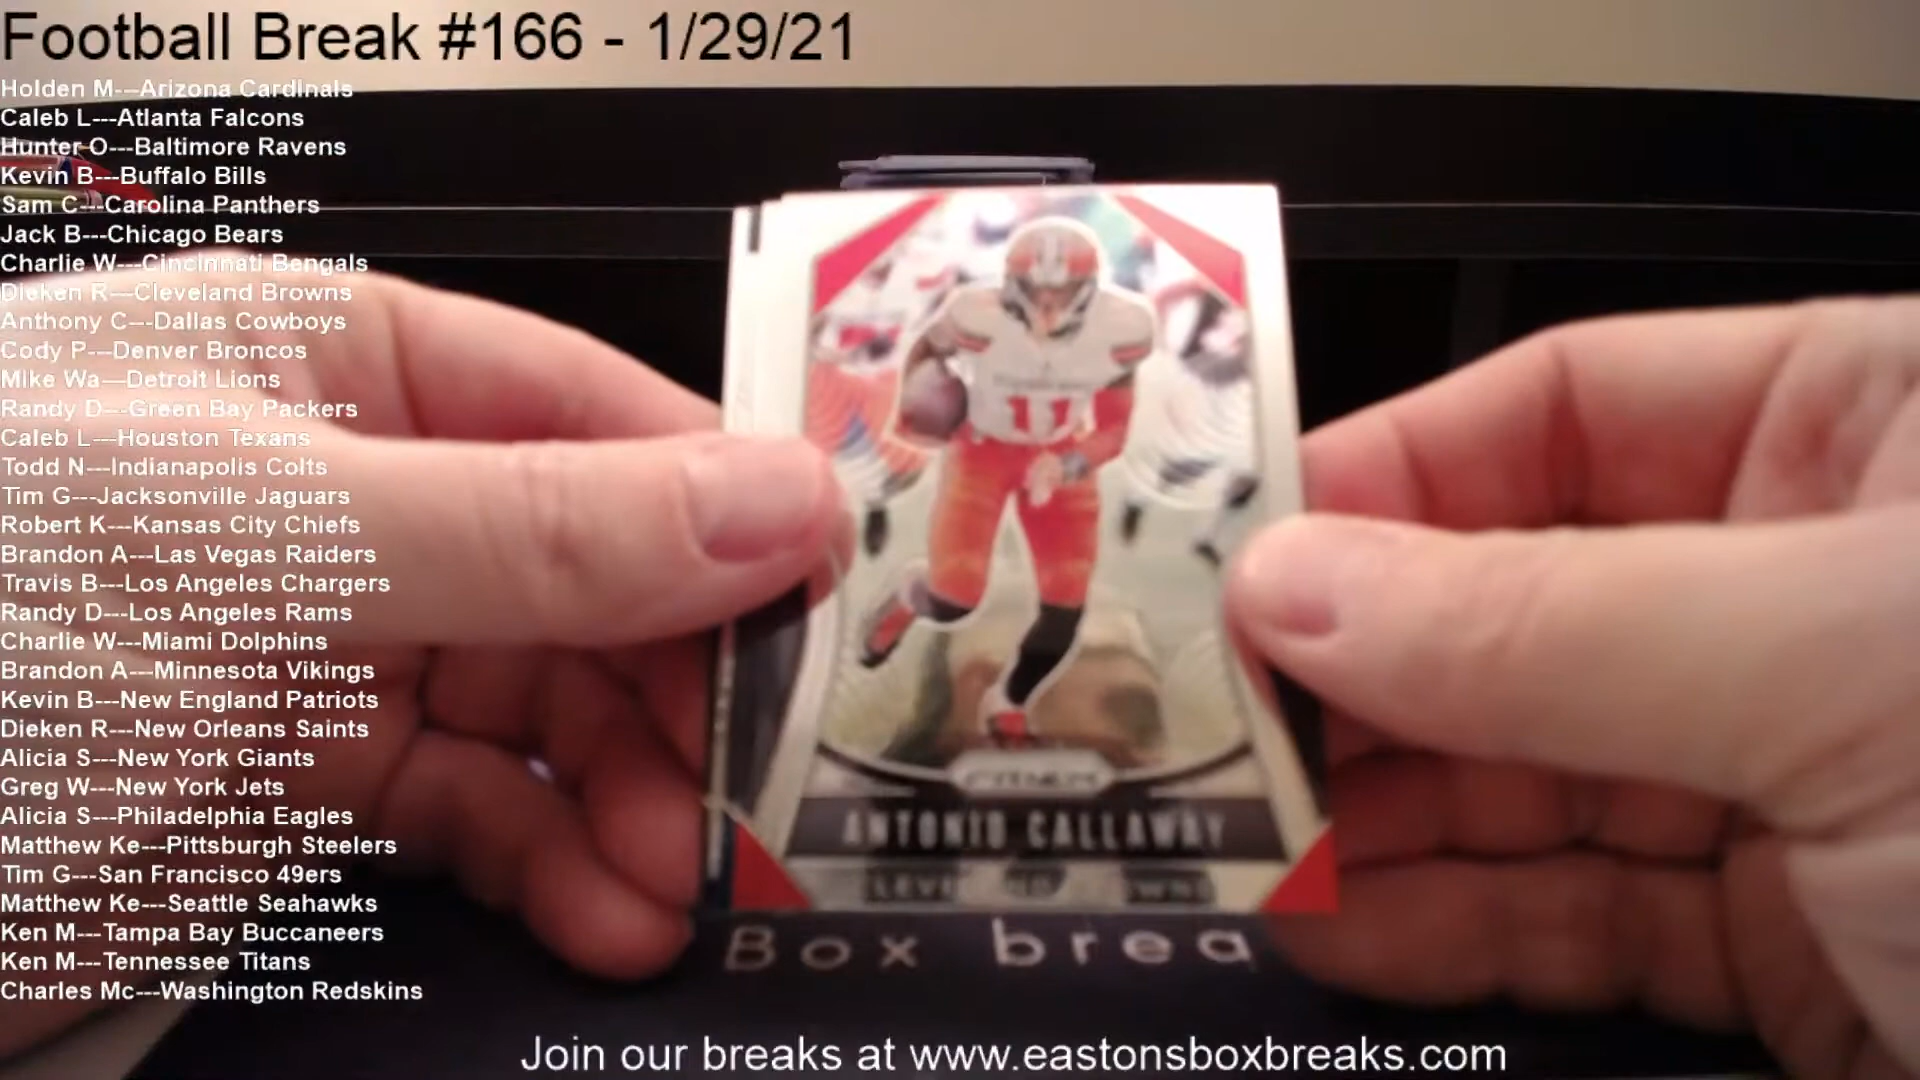 Football Break #166 - 1/29/21
Holden M---Arizona Cardinals
Caleb L---Atlanta Falcons
Hunter O---Baltimore Ravens
Kevin B---Buffalo Bills
Sam C---Carolina Panthers
Jack B---Chicago Bears
Charlie W---Cincinnati Bengals
Dieken R---Cleveland Browns
Anthony C---Dallas Cowboys
Cody P---Denver Broncos
Mike Wa---Detroit Lions
Randy D---Green Bay Packers
Caleb L---Houston Texans
Todd N---Indianapolis Colts
Tim G---Jacksonville Jaguars
Robert K---Kansas City Chiefs
Brandon A---Las Vegas Raiders
Travis B---Los Angeles Chargers
Randy D---Los Angeles Rams
Charlie W---Miami Dolphins
Brandon A---Minnesota Vikings
Kevin B---New England Patriots
Dieken R---New Orleans Saints
Alicia S---New York Giants
Greg W---New York Jets
Alicia S---Philadelphia Eagles
Matthew Ke---Pittsburgh Steelers
Tim G---San Francisco 49ers
Matthew Ke---Seattle Seahawks
Ken M---Tampa Bay Buccaneers
Ken M---Tennessee Titans
Charles Mc---Washington Redskins
11
PRIZM
ANTONIO CALLAWAY
CLEVELAND BROWNS
Box brea
Join our breaks at www.eastonsboxbreaks.com